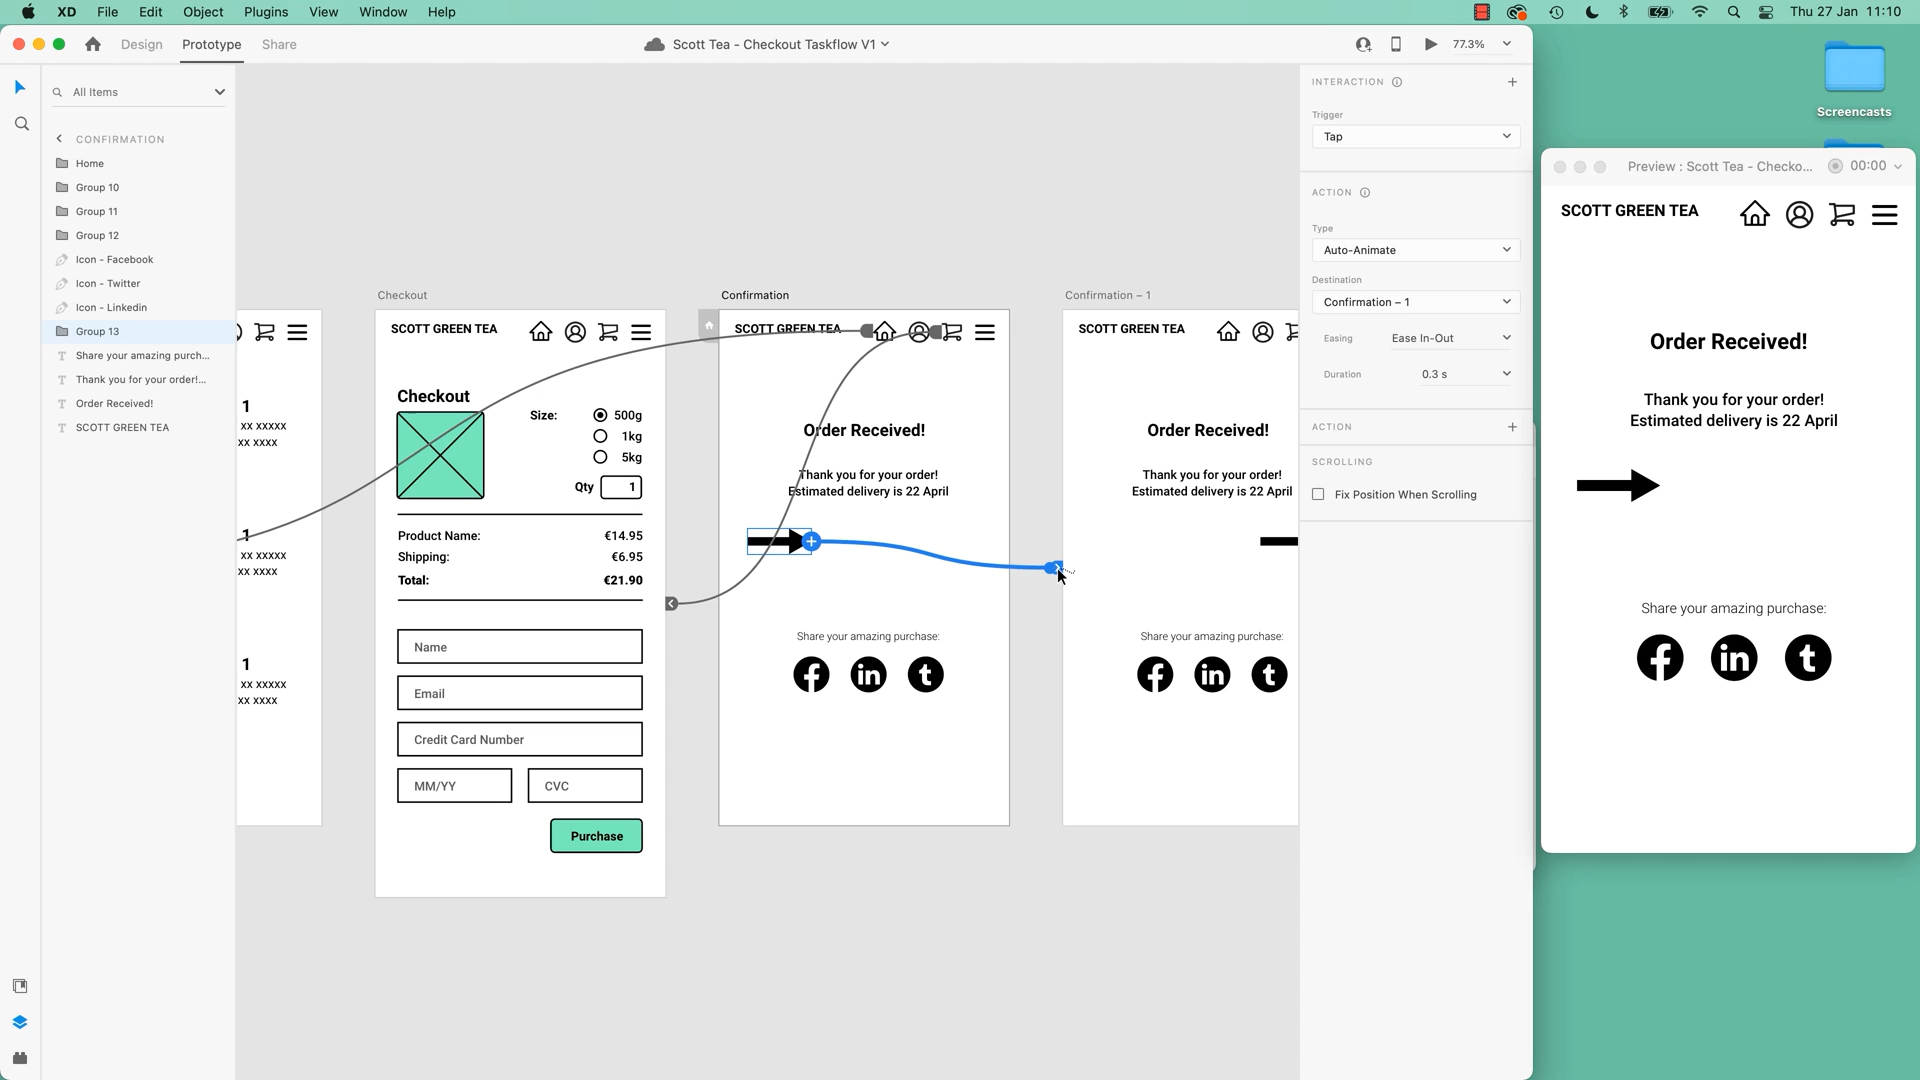 XD File Edit Object Plugins View Window Help
Thu 27 Jan 11:10
Design Prototype Share
Scott Tea - Checkout Taskflow V1
77.3%
All Items
CONFIRMATION
Home
Group 10
Group 11
Group 12
Icon - Facebook
Icon - Twitter
Icon - Linkedin
Group 13
Share your amazing purch...
Thank you for your order!...
Order Received!
SCOTT GREEN TEA
1
xx xxxxx
xx xxxx
1
xx xxxxx
xx xxxx
1
xx xxxxx
xx xxxx
Checkout
SCOTT GREEN TEA
Checkout
Size: 500g
1kg
5kg
Qty 1
Product Name: €14.95
Shipping: €6.95
Total: €21.90
Name
Email
Credit Card Number
MM/YY CVC
Purchase
Confirmation
SCOTT GREEN TEA
Order Received!
Thank you for your order!
Estimated delivery is 22 April
Share your amazing purchase:
f in t
Confirmation – 1
SCOTT GREEN TEA
Order Received!
Thank you for your order!
Estimated delivery is 22 April
Share your amazing purchase:
f in t
INTERACTION
Trigger
Tap
ACTION
Type
Auto-Animate
Destination
Confirmation – 1
Easing Ease In-Out
Duration 0.3 s
ACTION
SCROLLING
Fix Position When Scrolling
Screencasts
Preview : Scott Tea - Checko... 00:00
SCOTT GREEN TEA
Order Received!
Thank you for your order!
Estimated delivery is 22 April
Share your amazing purchase:
f in t